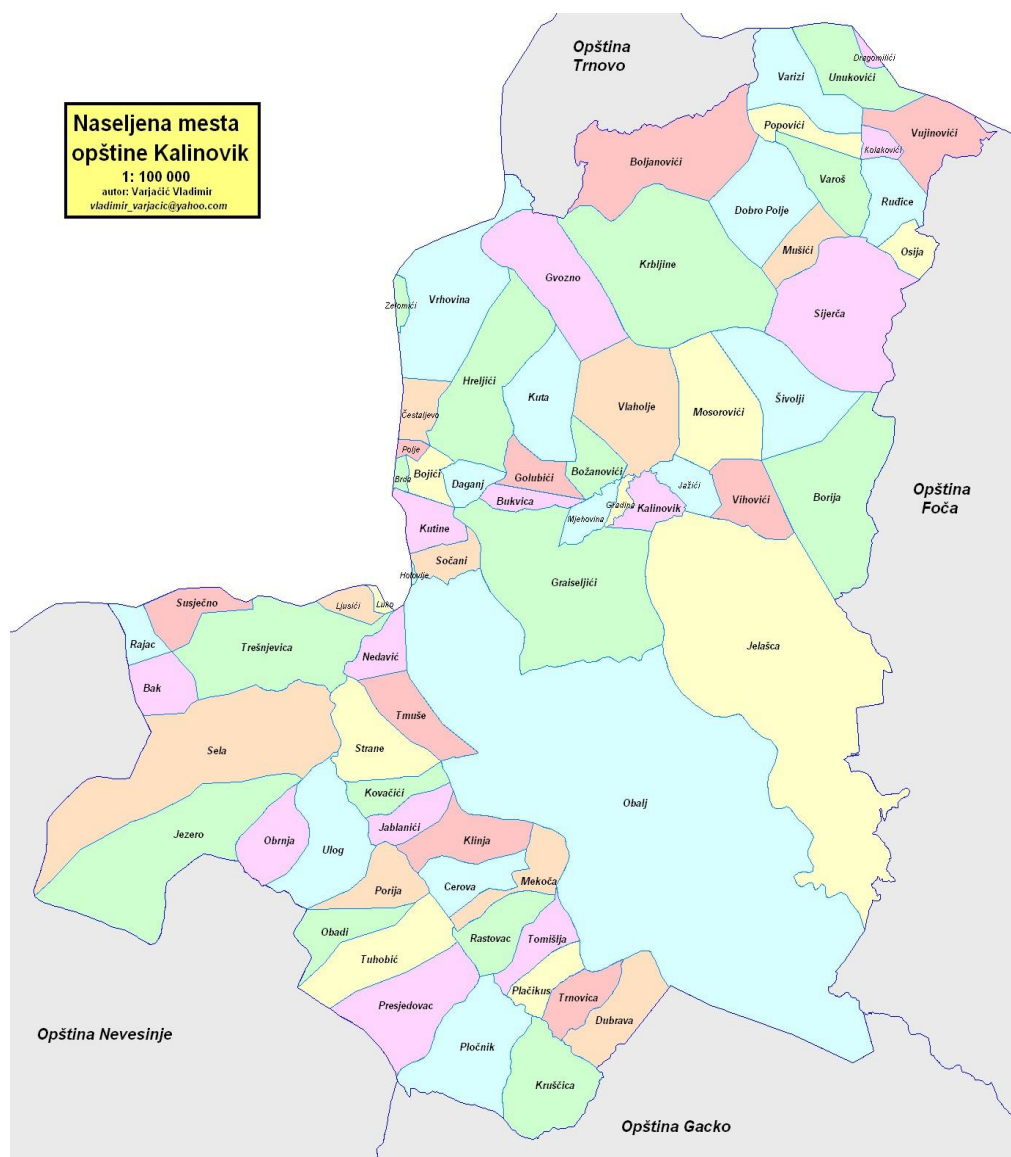 Opština
Trnovo
Naseljena mesta
opštine Kalinovik
1: 100 000
autor: Varjačić Vladimir
vladimir_varjacic@yahoo.com
Dragomilići
Varizi
Unukovići
Popovići
Vujinovići
Kolakovići
Boljanovići
Varoš
Dobro Polje
Ruđice
Mušići
Osija
Krbljine
Gvozno
Vrhovina
Zelomići
Sijerča
Hreljići
Kuta
Vlaholje
Mosorovići
Šivolji
Čestaljevo
Polje
Bojići
Brda
Daganj
Golubići
Božanovići
Jažići
Vihovići
Borija
Opština
Foča
Bukvica
Gradina
Kalinovik
Mjehovina
Kutine
Sočani
Hotovlje
Graiseljići
Susječno
Ljusići
Luko
Rajac
Trešnjevica
Nedavić
Jelašca
Bak
Tmuše
Sela
Strane
Kovačići
Obalj
Jezero
Obrnja
Ulog
Jablanići
Klinja
Porija
Cerova
Mekoča
Obadi
Rastovac
Tomišlja
Tuhobić
Plačikus
Trnovica
Presjedovac
Dubrava
Opština Nevesinje
Pločnik
Kruščica
Opština Gacko